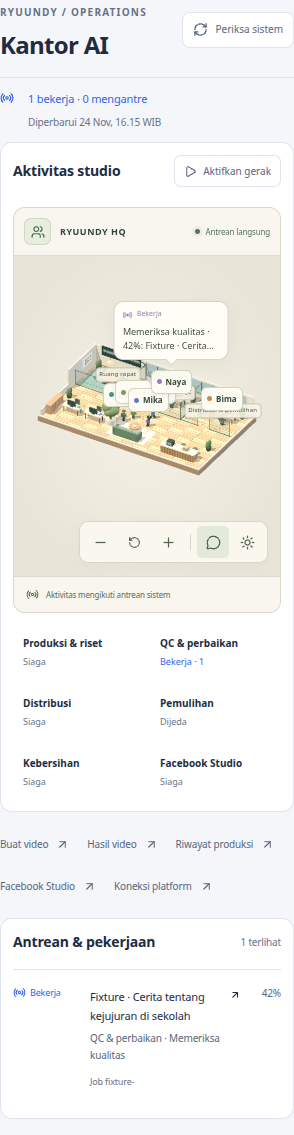 RYUUNDY / OPERATIONS
Kantor AI
Periksa sistem
1 bekerja · 0 mengantre
Diperbarui 24 Nov, 16.15 WIB
Aktivitas studio
Aktifkan gerak
RYUUNDY HQ
Antrean langsung
Bekerja
Memeriksa kualitas ·
42%: Fixture · Cerita...
Ruang rapat
Naya
Mika
Bima
Aktivitas mengikuti antrean sistem
Produksi & riset
Siaga
QC & perbaikan
Bekerja · 1
Distribusi
Siaga
Pemulihan
Dijeda
Kebersihan
Siaga
Facebook Studio
Siaga
Buat video
Hasil video
Riwayat produksi
Facebook Studio
Koneksi platform
Antrean & pekerjaan
1 terlihat
Bekerja
Fixture · Cerita tentang
kejujuran di sekolah
42%
QC & perbaikan · Memeriksa
kualitas
Job fixture-